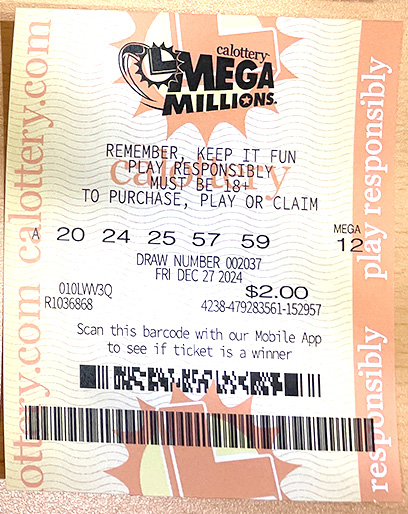 calottery
MEGA
MILLIONS
REMEMBER, KEEP IT FUN
PLAY RESPONSIBLY
MUST BE 18+
TO PURCHASE, PLAY OR CLAIM
calottery
MEGA
A 20 24 25 57 59 12
DRAW NUMBER 002037
FRI DEC 27 2024
010LWV3Q $2.00
R1036868 4238-479283561-152957
Scan this barcode with our Mobile App
to see if ticket is a winner
ottery.com calottery.com
play responsibly
responsibly